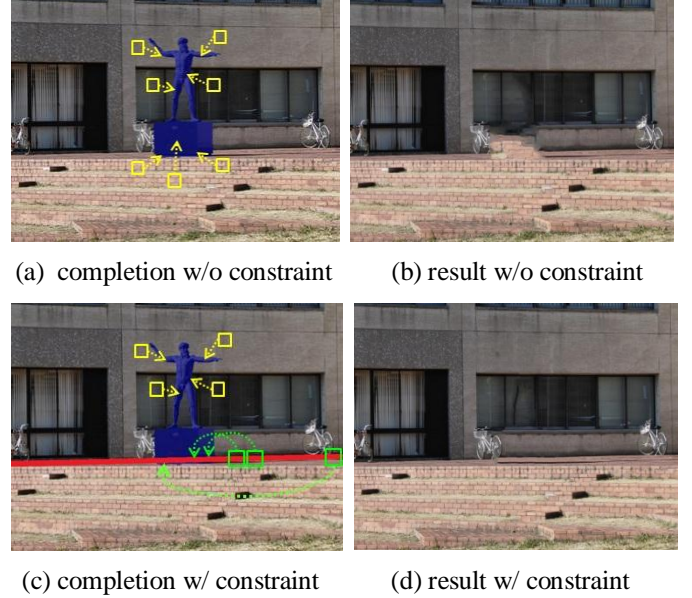 (a) completion w/o constraint
(b) result w/o constraint
(c) completion w/ constraint
(d) result w/ constraint